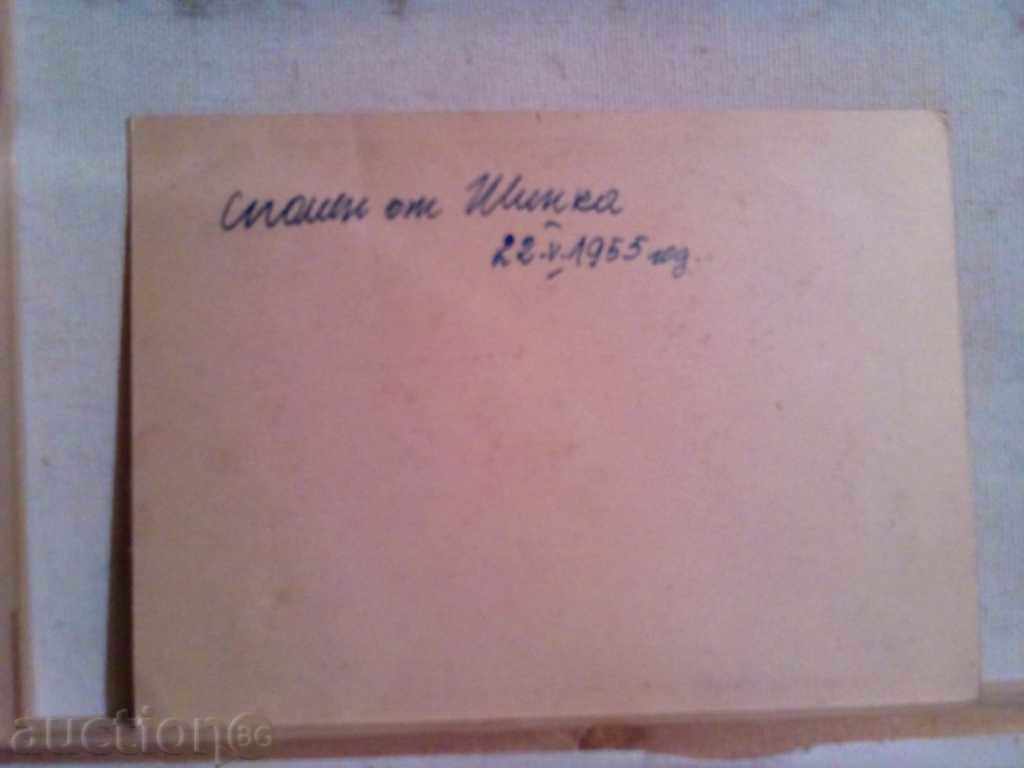 Спомен от Шипка
22.V.1955 год.
auction BG